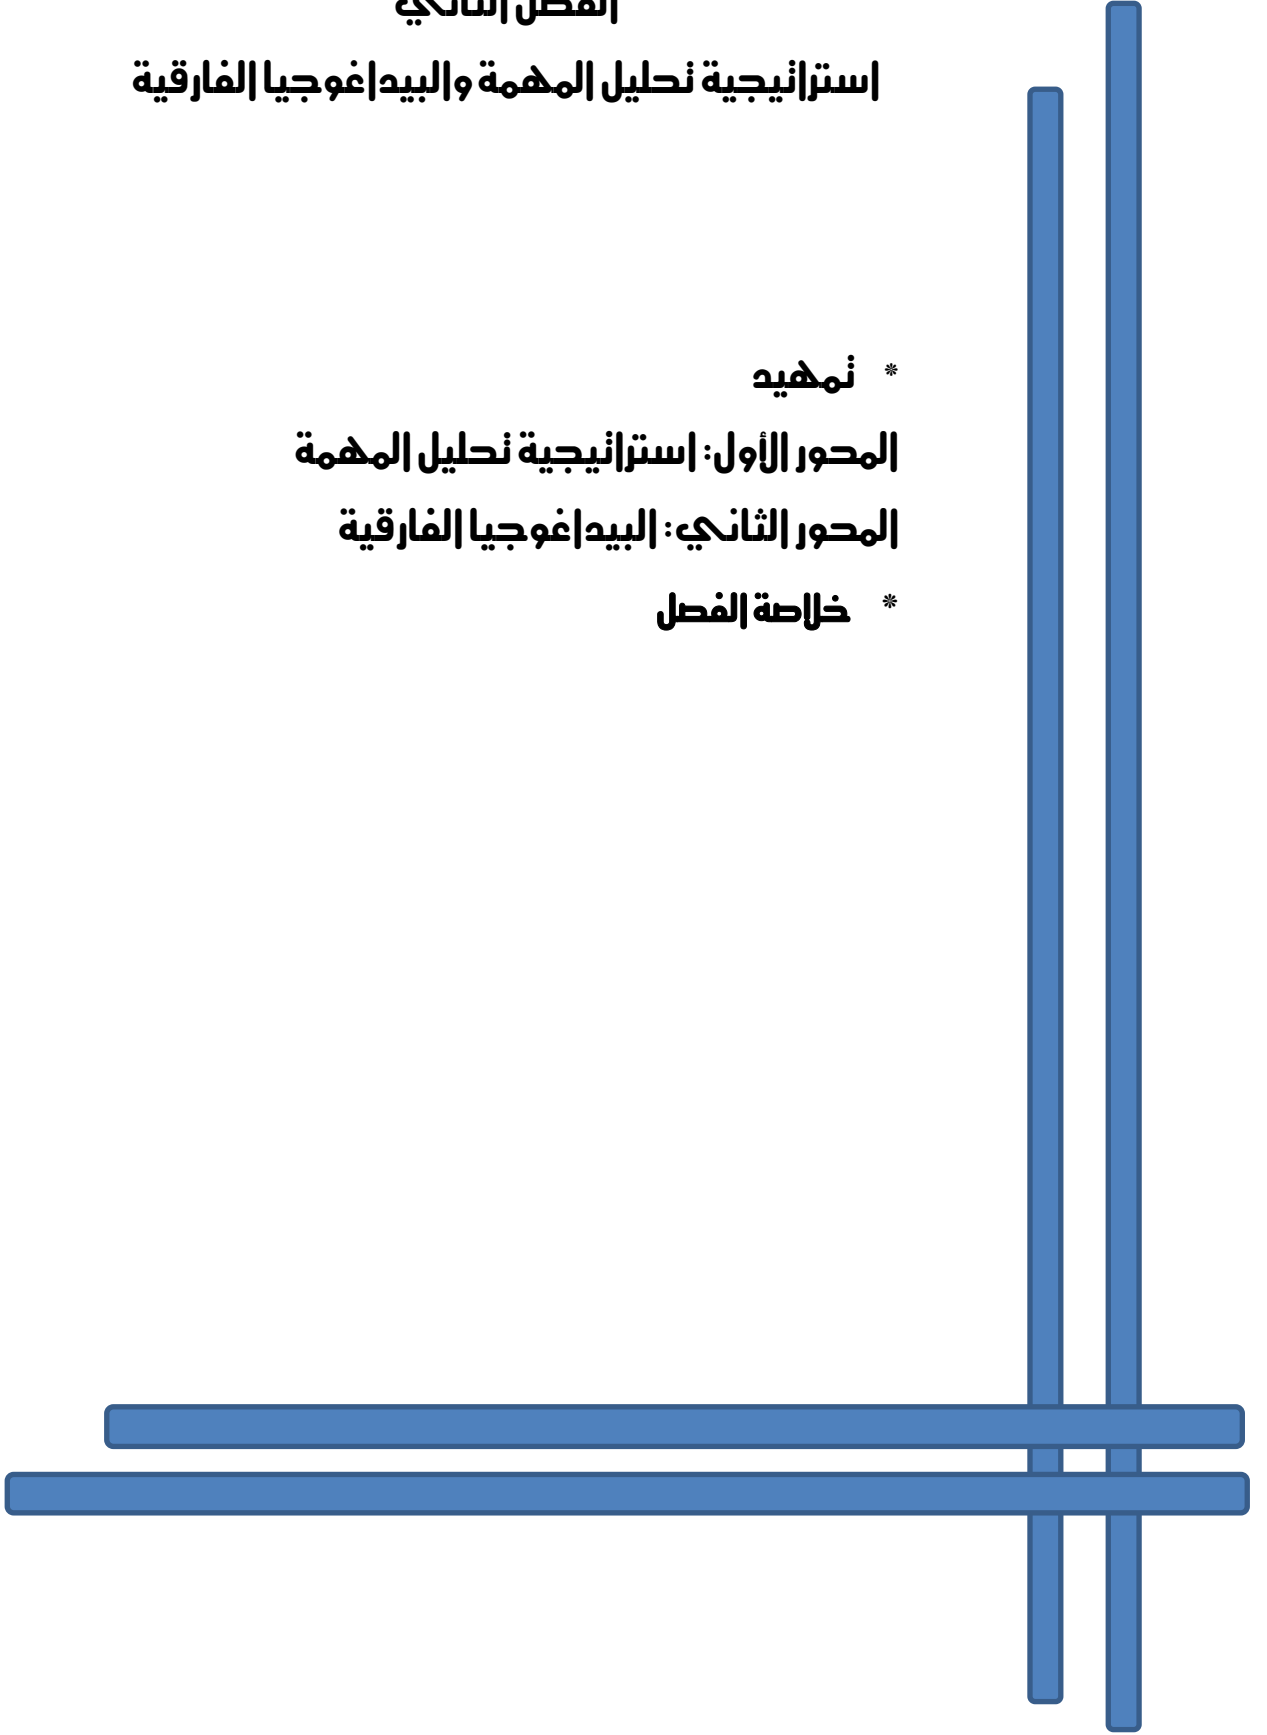 الفصل الثاني
استراتيجية تحليل المهمة والبيداغوجيا الفارقية
* تمهيد
المحور الأول: استراتيجية تحليل المهمة
المحور الثاني: البيداغوجيا الفارقية
* خلاصة الفصل